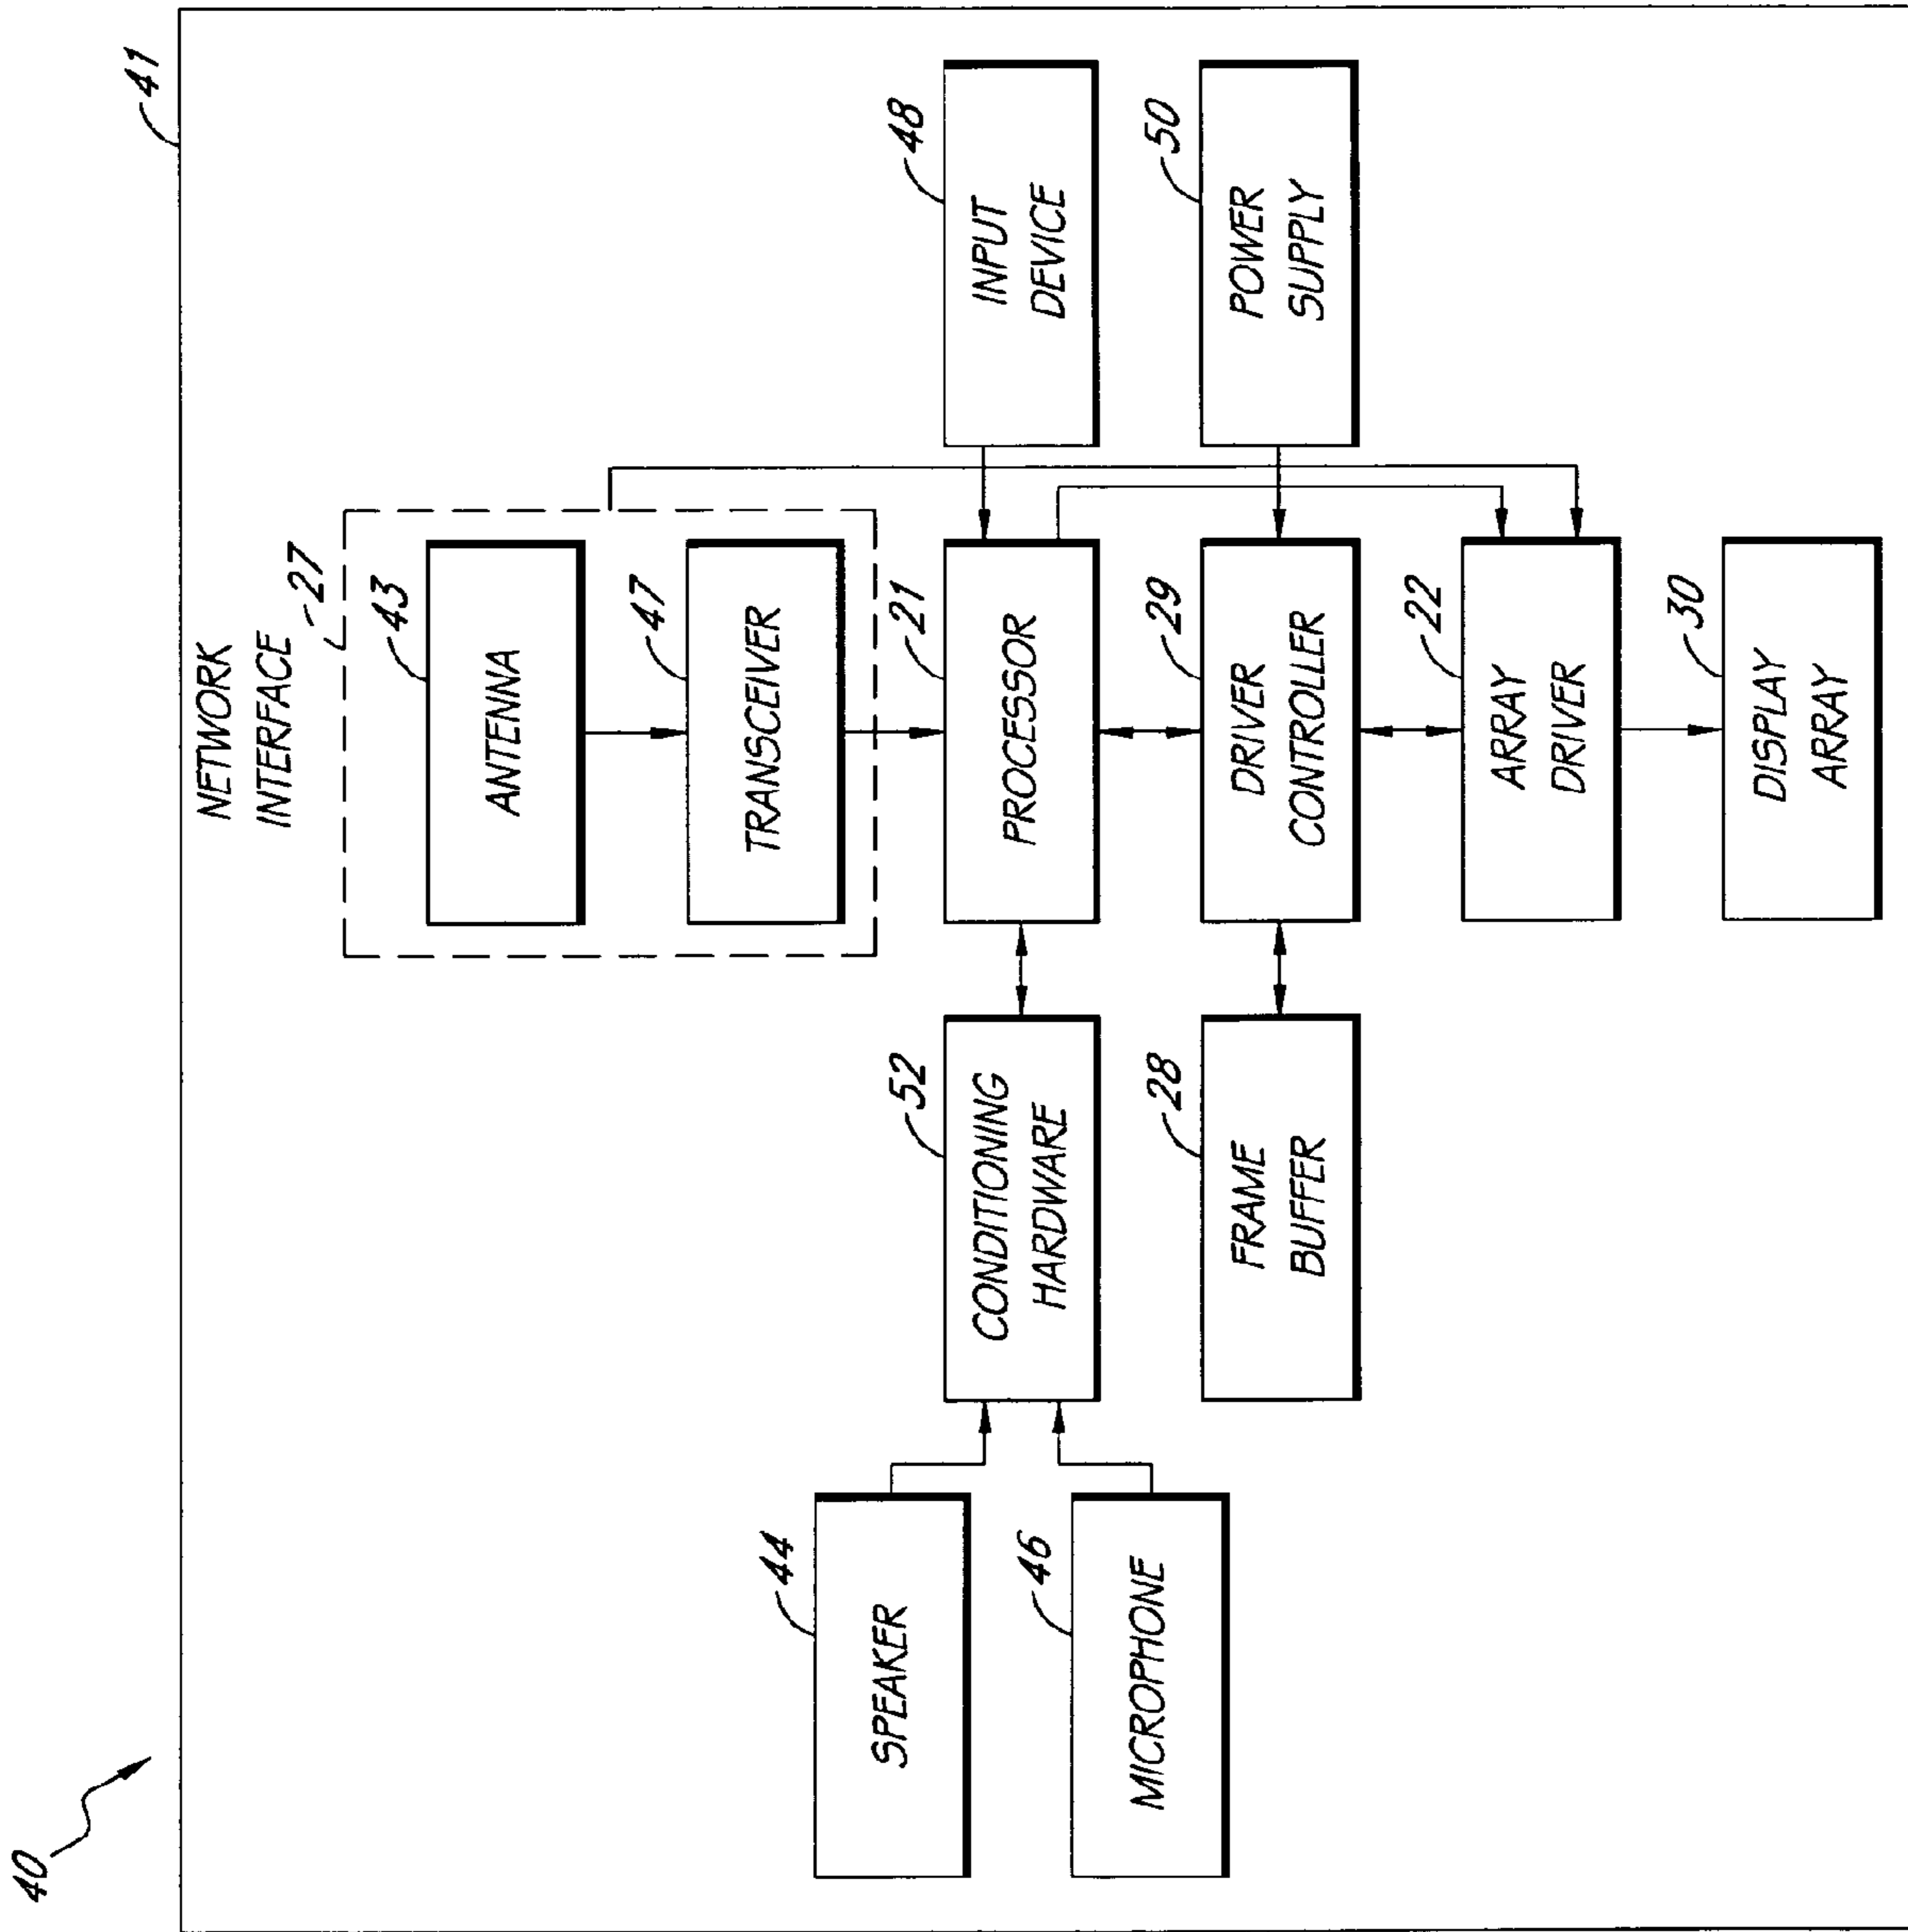 40
41
NETWORK
INTERFACE
27
43
ANTENNA
47
TRANSCEIVER
44
SPEAKER
46
MICROPHONE
52
CONDITIONING
HARDWARE
21
PROCESSOR
48
INPUT
DEVICE
28
FRAME
BUFFER
29
DRIVER
CONTROLLER
50
POWER
SUPPLY
22
ARRAY
DRIVER
30
DISPLAY
ARRAY